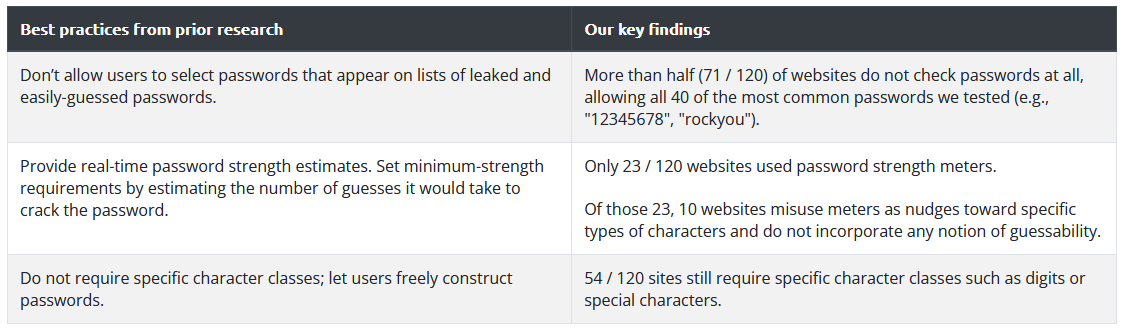 Best practices from prior research
Our key findings
Don’t allow users to select passwords that appear on lists of leaked and
easily-guessed passwords.
More than half (71 / 120) of websites do not check passwords at all,
allowing all 40 of the most common passwords we tested (e.g.,
"12345678", "rockyou").
Provide real-time password strength estimates. Set minimum-strength
requirements by estimating the number of guesses it would take to
crack the password.
Only 23 / 120 websites used password strength meters.
Of those 23, 10 websites misuse meters as nudges toward specific
types of characters and do not incorporate any notion of guessability.
Do not require specific character classes; let users freely construct
passwords.
54 / 120 sites still require specific character classes such as digits or
special characters.